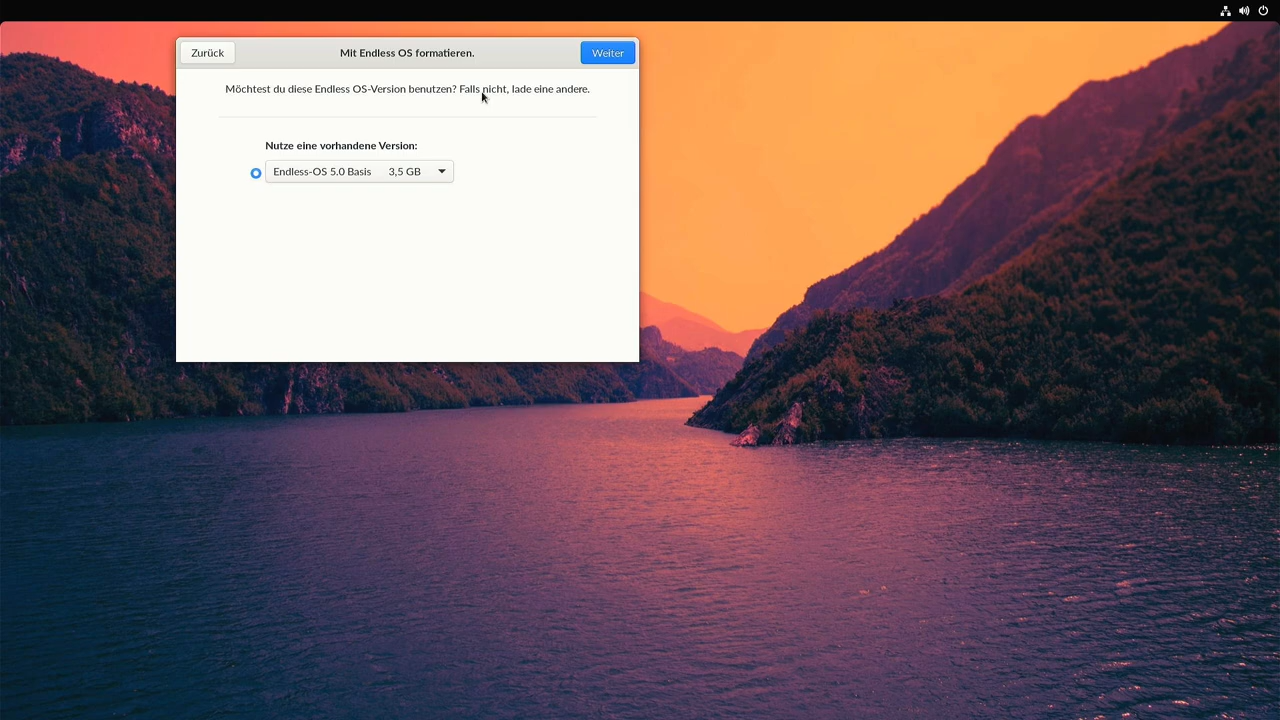 Zurück
Mit Endless OS formatieren.
Weiter
Möchtest du diese Endless OS-Version benutzen? Falls nicht, lade eine andere.
Nutze eine vorhandene Version:
Endless-OS 5.0 Basis 3,5 GB